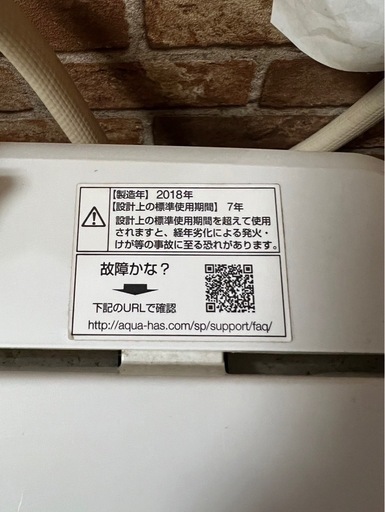 【製造年】 2018年
【設計上の標準使用期間】 7年
設計上の標準使用期間を超えて使用
されますと、経年劣化による発火・
けが等の事故に至る恐れがあります。
故障かな？
下記のURLで確認
http://aqua-has.com/sp/support/faq/